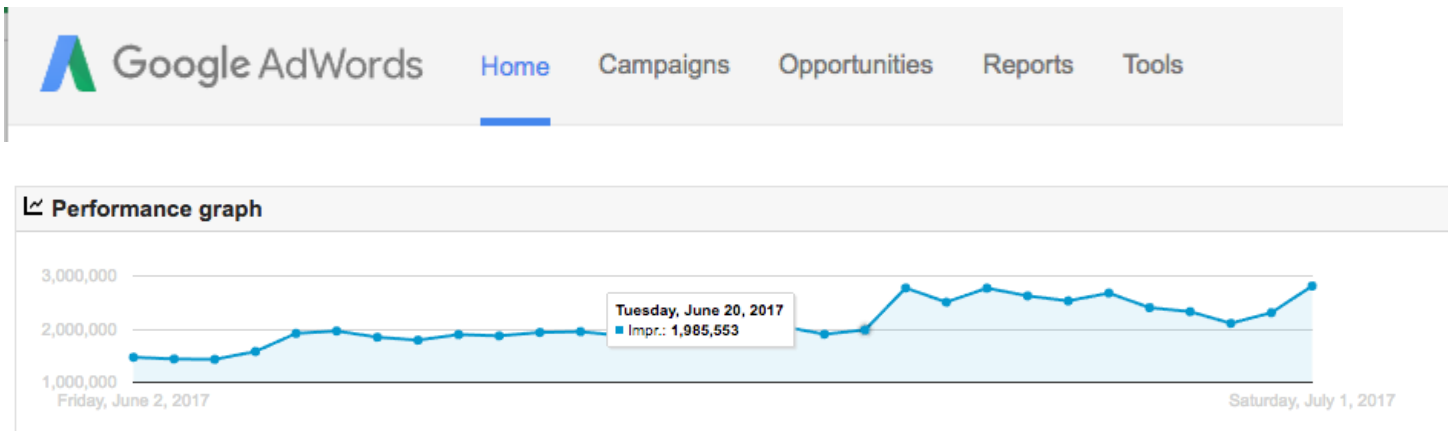 Google AdWords Home Campaigns Opportunities Reports Tools
Performance graph
3,000,000
Tuesday, June 20, 2017
Impr.: 1,985,553
2,000,000
1,000,000
Friday, June 2, 2017 Saturday, July 1, 2017